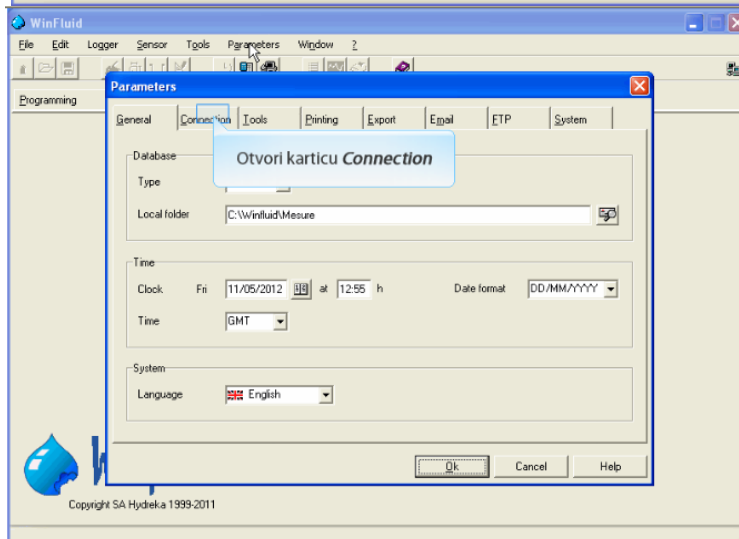 WinFluid
File Edit Logger Sensor Tools Parameters Window ?
Programming
Parameters
General Connection Tools Printing Export Email FTP System
Otvori karticu Connection
Database
Type
Local folder C:\Winfluid\Mesure
Time
Clock Fri 11/05/2012 at 12:55 h Date format DD/MM/YYYY
Time GMT
System
Language English
Ok Cancel Help
Copyright SA Hydreka 1999-2011